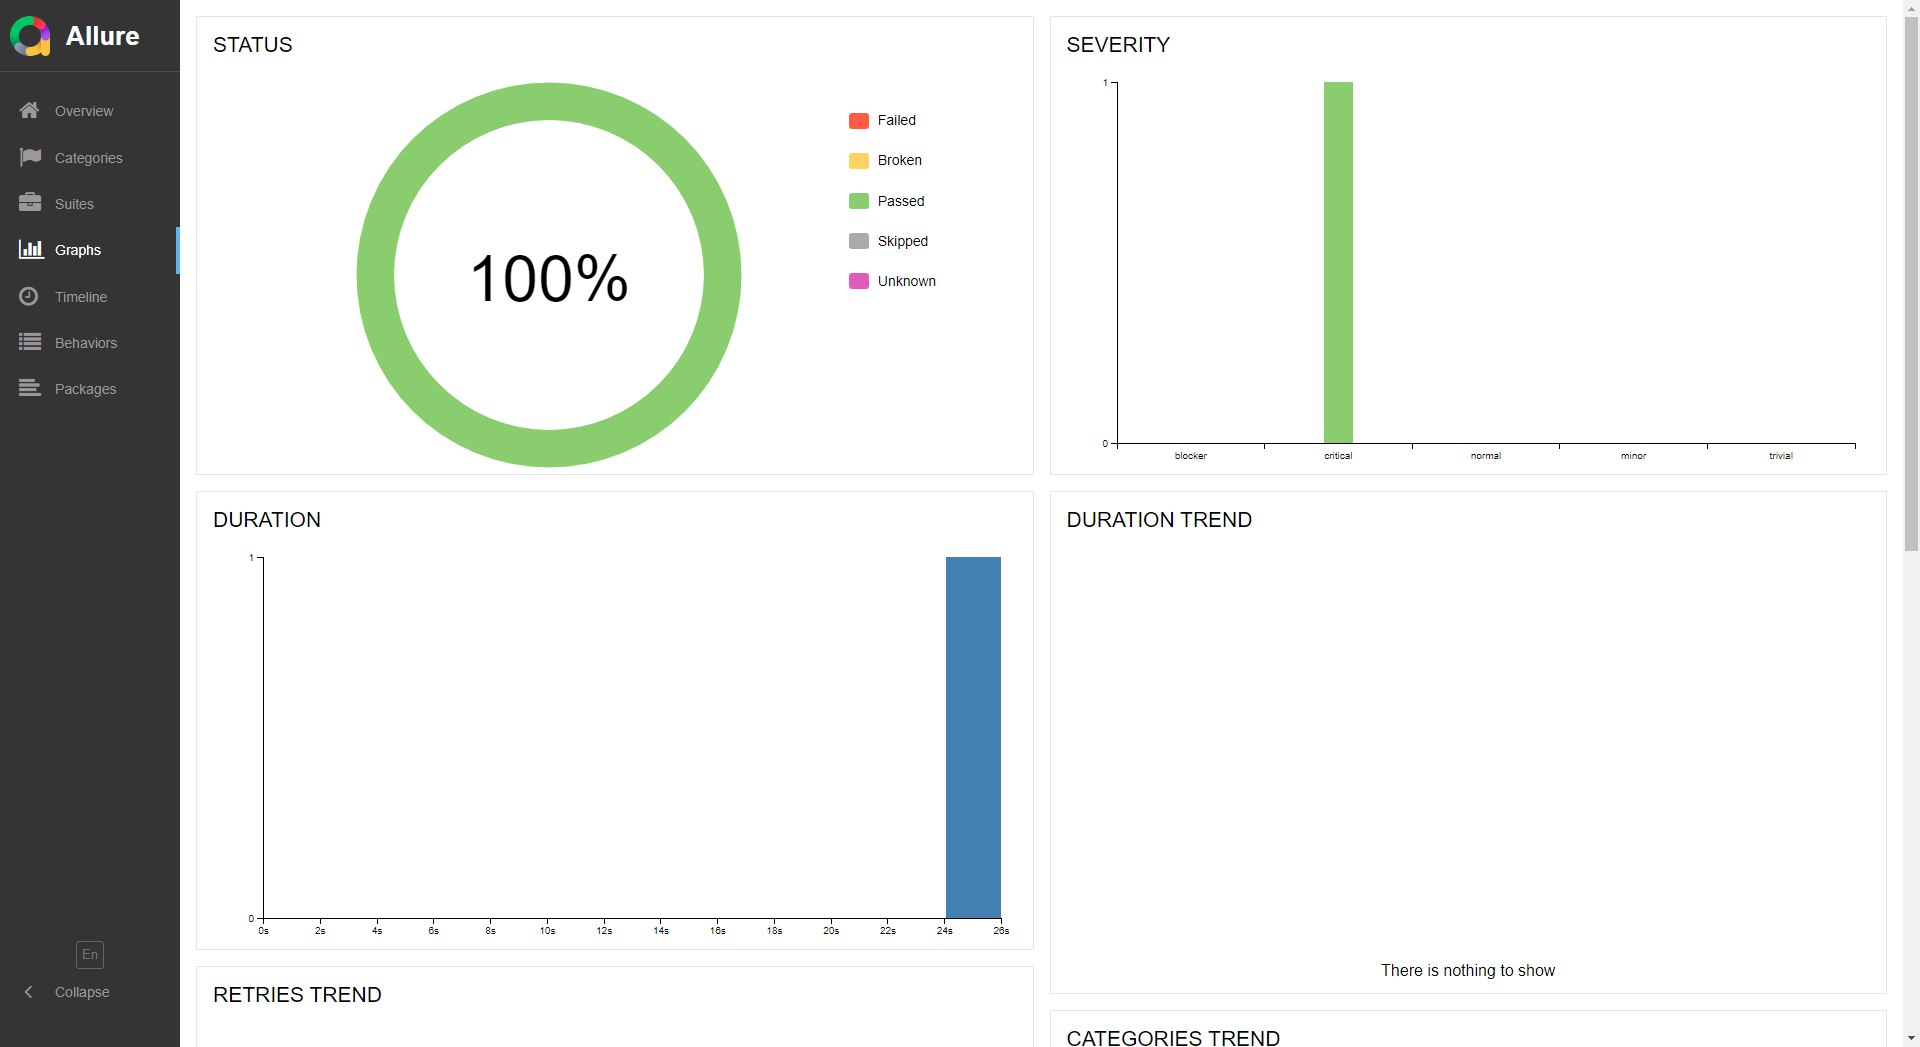 Allure
Overview
Categories
Suites
Graphs
Timeline
Behaviors
Packages
En
Collapse
STATUS
100%
Failed
Broken
Passed
Skipped
Unknown
SEVERITY
1
0
blocker critical normal minor trivial
DURATION
1
0
0s 2s 4s 6s 8s 10s 12s 14s 16s 18s 20s 22s 24s 26s
DURATION TREND
There is nothing to show
RETRIES TREND
CATEGORIES TREND